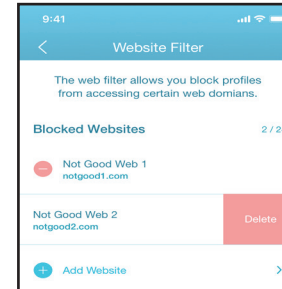 9:41
Website Filter
The web filter allows you block profiles
from accessing certain web domians.
Blocked Websites 2 / 2
Not Good Web 1
notgood1.com
Not Good Web 2
notgood2.com
Delete
Add Website